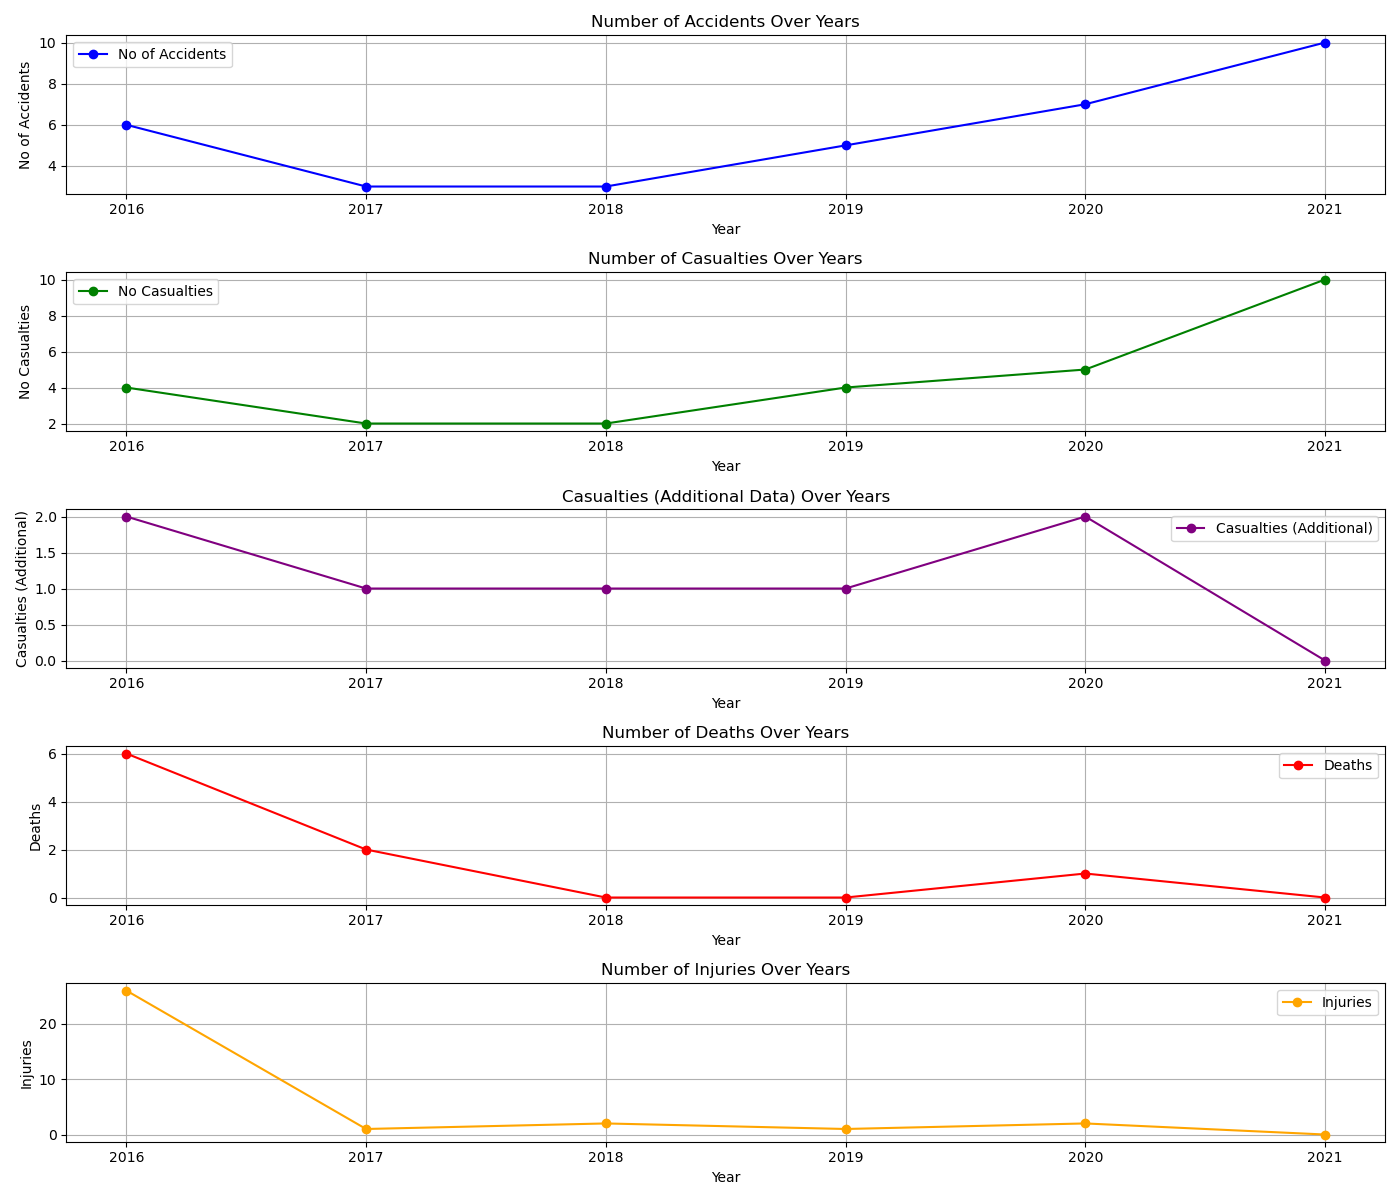 Number of Accidents Over Years
No of Accidents
10
8
6
4
No of Accidents
2016 2017 2018 2019 2020 2021
Year
Number of Casualties Over Years
No Casualties
10
8
6
4
2
No Casualties
2016 2017 2018 2019 2020 2021
Year
Casualties (Additional Data) Over Years
Casualties (Additional)
2.0
1.5
1.0
0.5
0.0
Casualties (Additional)
2016 2017 2018 2019 2020 2021
Year
Number of Deaths Over Years
Deaths
6
4
2
0
Deaths
2016 2017 2018 2019 2020 2021
Year
Number of Injuries Over Years
Injuries
20
10
0
Injuries
2016 2017 2018 2019 2020 2021
Year